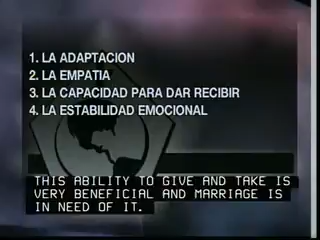 1. LA ADAPTACION
2. LA EMPATIA
3. LA CAPACIDAD PARA DAR RECIBIR
4. LA ESTABILIDAD EMOCIONAL
THIS ABILITY TO GIVE AND TAKE IS
VERY BENEFICIAL AND MARRIAGE IS
IN NEED OF IT.